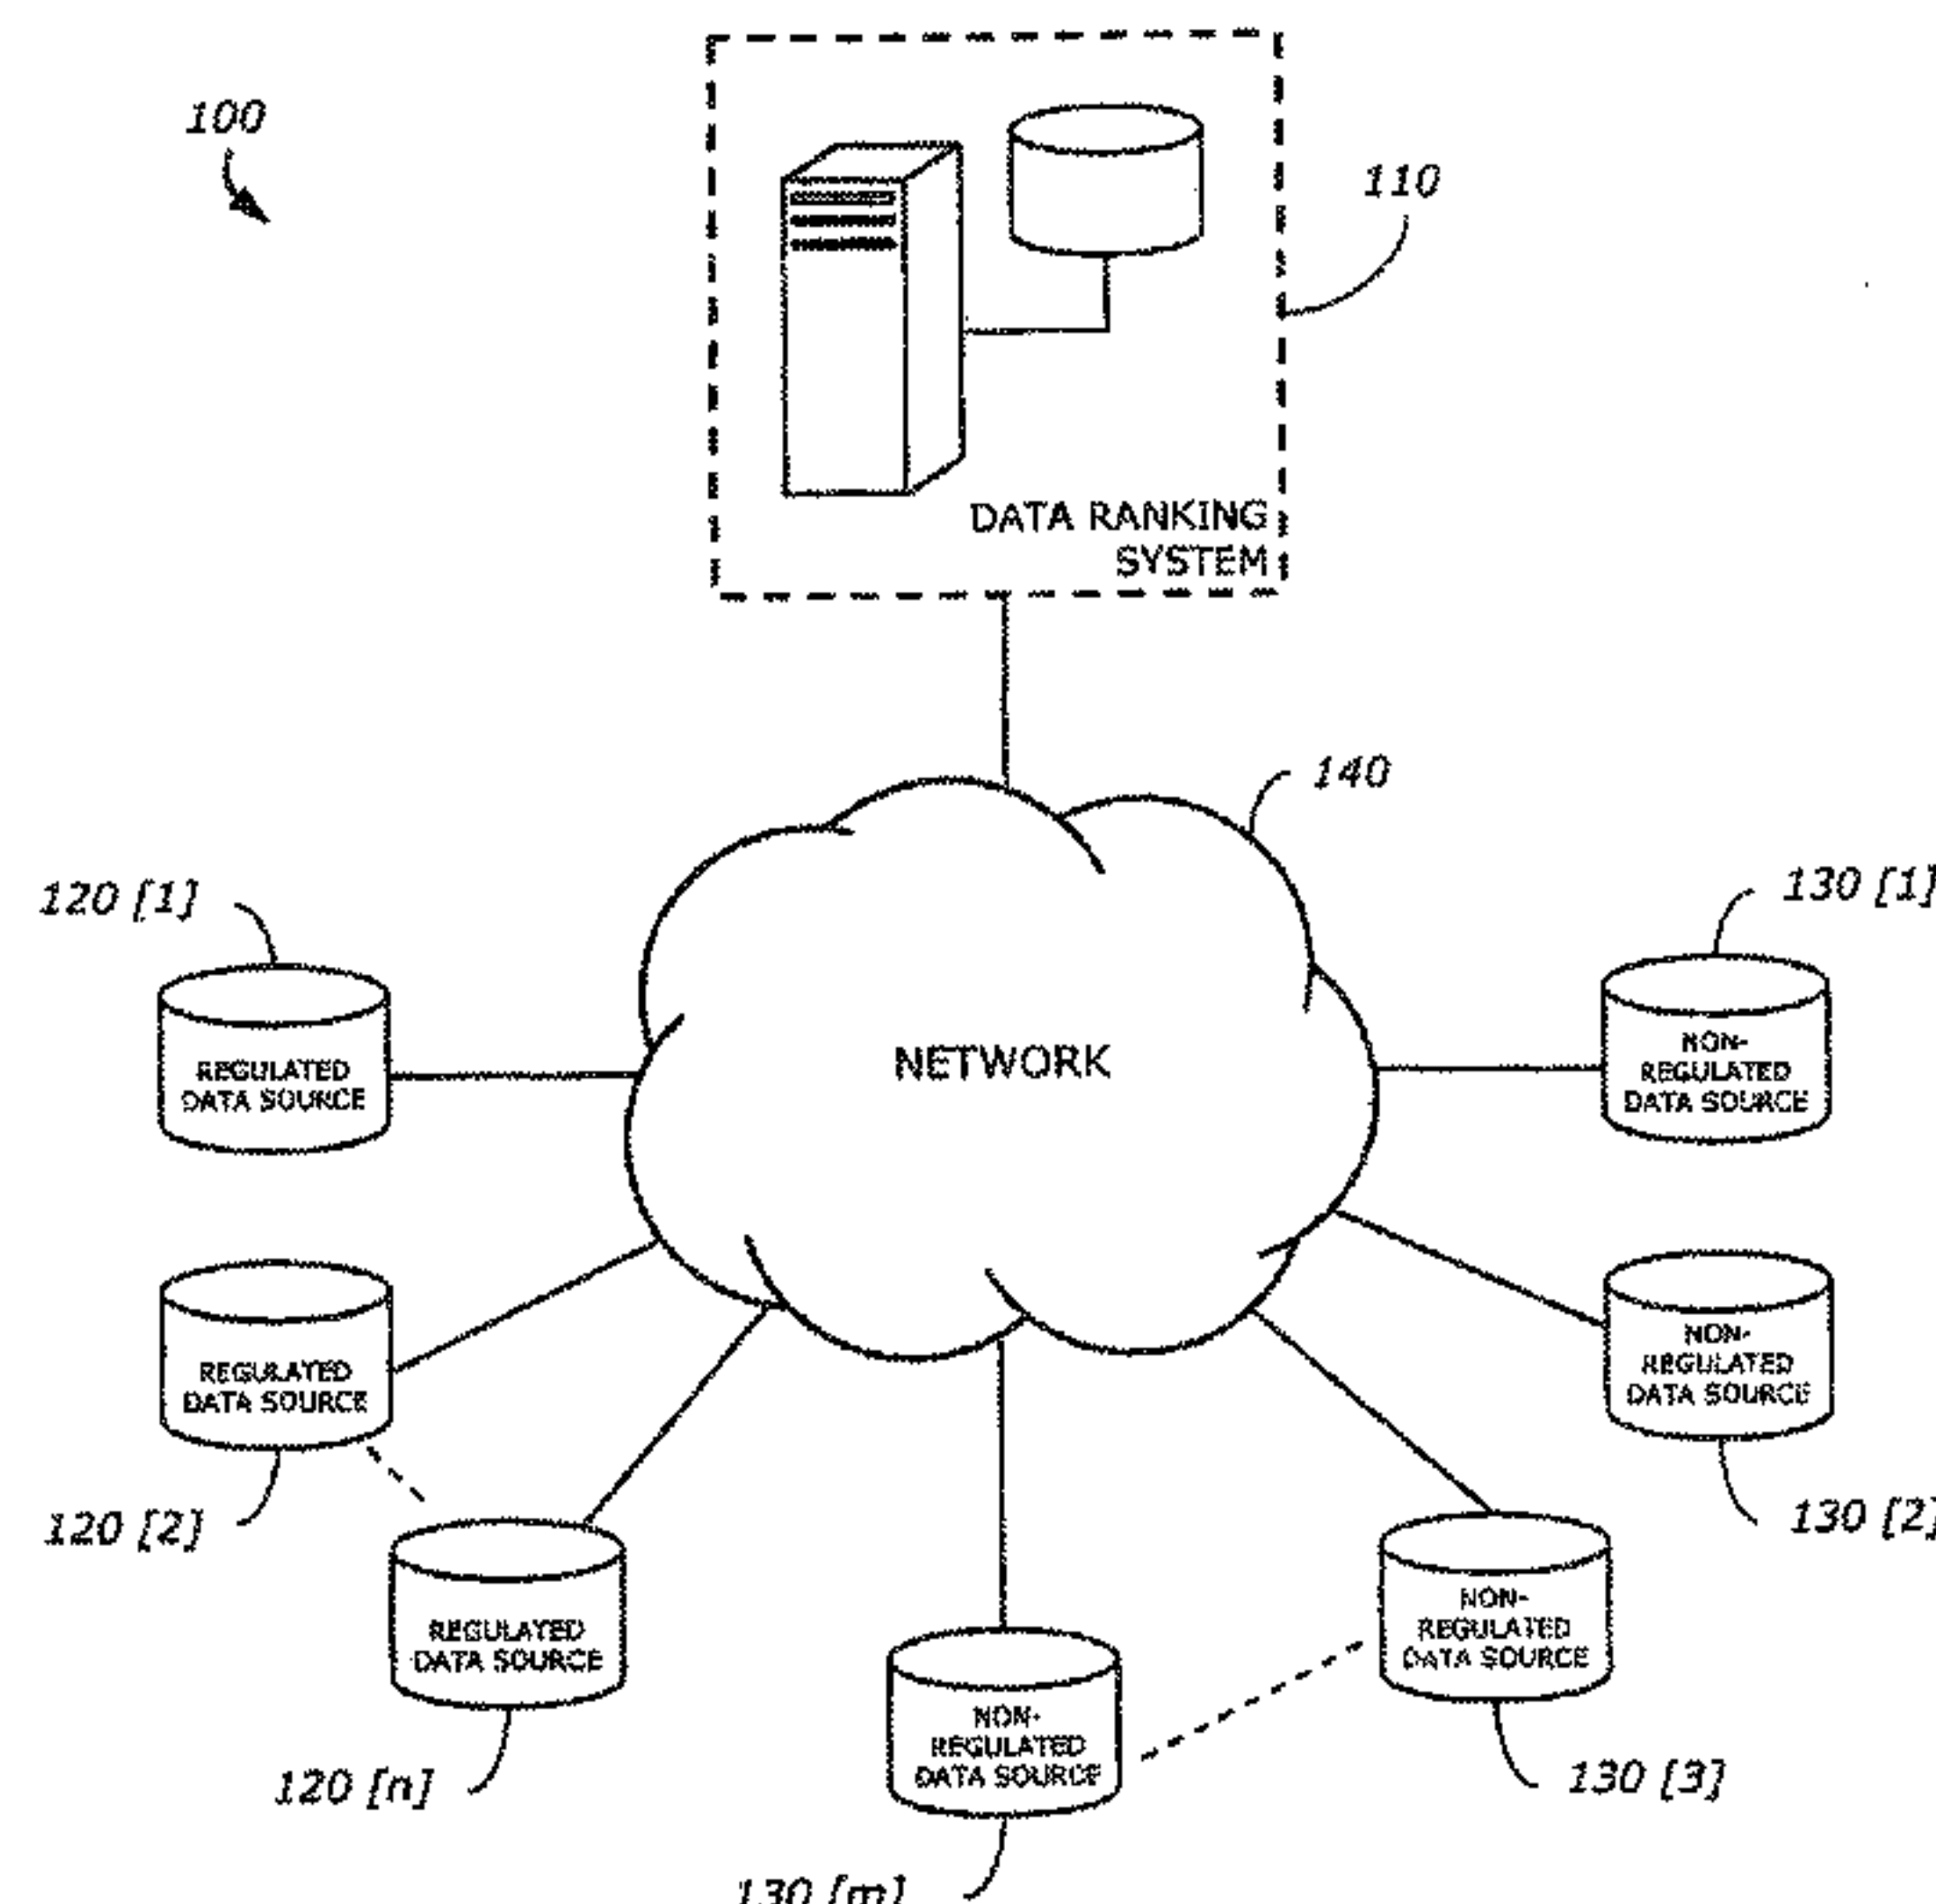 100
110
DATA RANKING
SYSTEM
140
NETWORK
120 [1]
REGULATED
DATA SOURCE
130 [1]
NON-
REGULATED
DATA SOURCE
REGULATED
DATA SOURCE
120 [2]
NON-
REGULATED
DATA SOURCE
130 [2]
REGULATED
DATA SOURCE
120 [n]
NON-
REGULATED
DATA SOURCE
130 [m]
NON-
REGULATED
DATA SOURCE
130 [3]